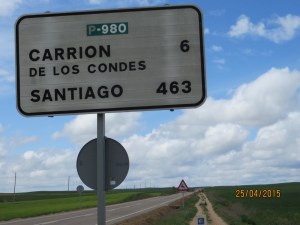 P-980
CARRION 6
DE LOS CONDES
SANTIAGO 463
25/04/2015